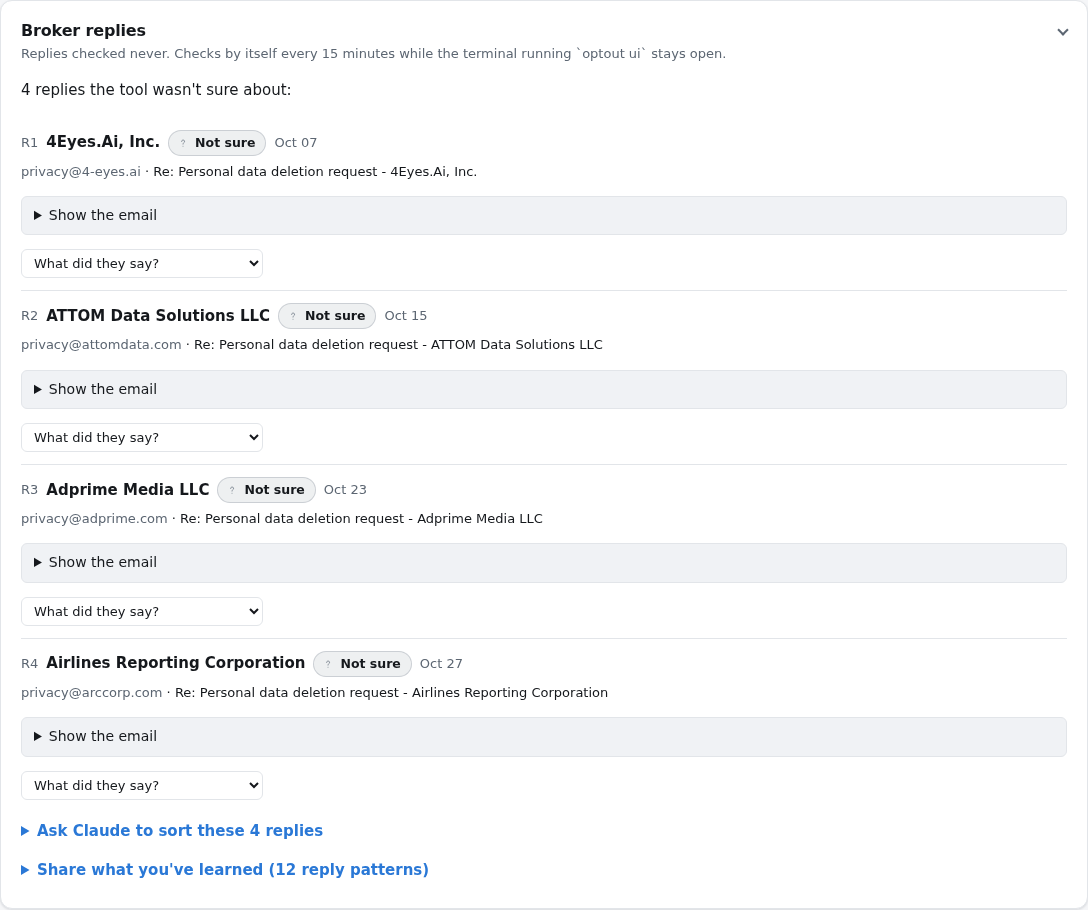 Broker replies
Replies checked never. Checks by itself every 15 minutes while the terminal running `optout ui` stays open.
4 replies the tool wasn't sure about:
R1 4Eyes.Ai, Inc. ? Not sure Oct 07
privacy@4-eyes.ai · Re: Personal data deletion request - 4Eyes.Ai, Inc.
Show the email
What did they say?
R2 ATTOM Data Solutions LLC ? Not sure Oct 15
privacy@attomdata.com · Re: Personal data deletion request - ATTOM Data Solutions LLC
Show the email
What did they say?
R3 Adprime Media LLC ? Not sure Oct 23
privacy@adprime.com · Re: Personal data deletion request - Adprime Media LLC
Show the email
What did they say?
R4 Airlines Reporting Corporation ? Not sure Oct 27
privacy@arccorp.com · Re: Personal data deletion request - Airlines Reporting Corporation
Show the email
What did they say?
Ask Claude to sort these 4 replies
Share what you've learned (12 reply patterns)